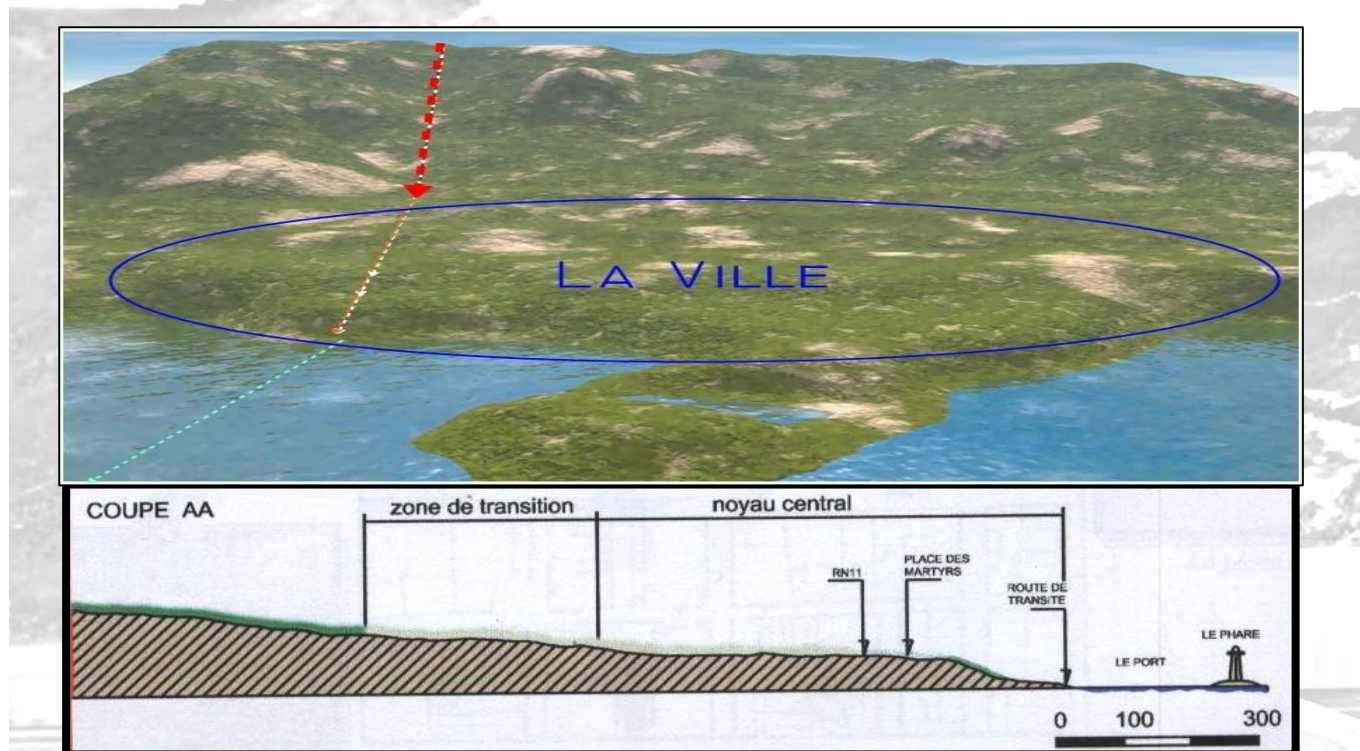 LA VILLE
COUPE AA
zone de transition
noyau central
RN11
PLACE DES
MARTYRS
ROUTE DE
TRANSITE
LE PORT
LE PHARE
0 100 300